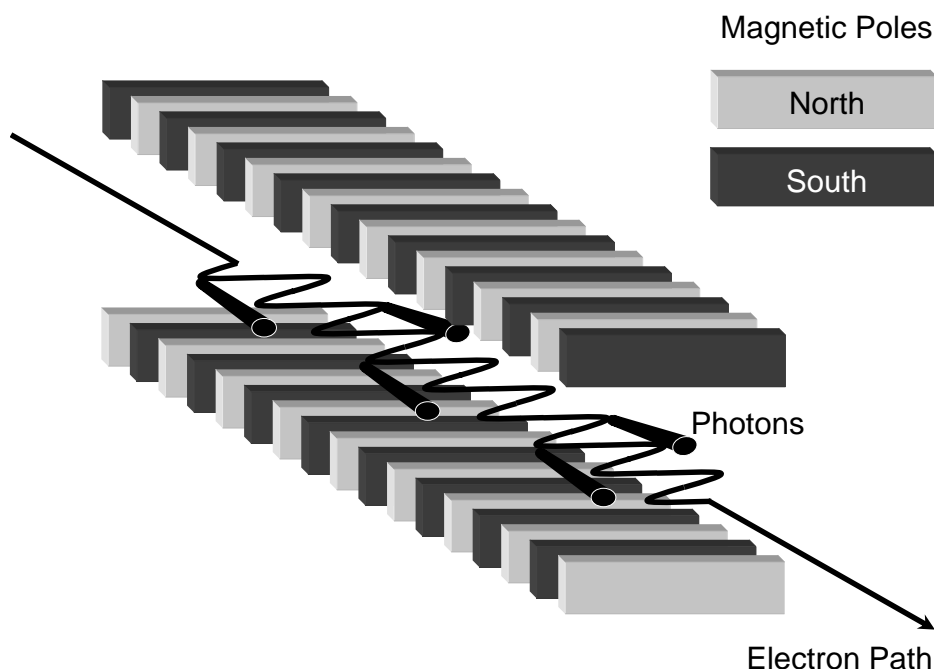 Magnetic Poles
North
South
Photons
Electron Path